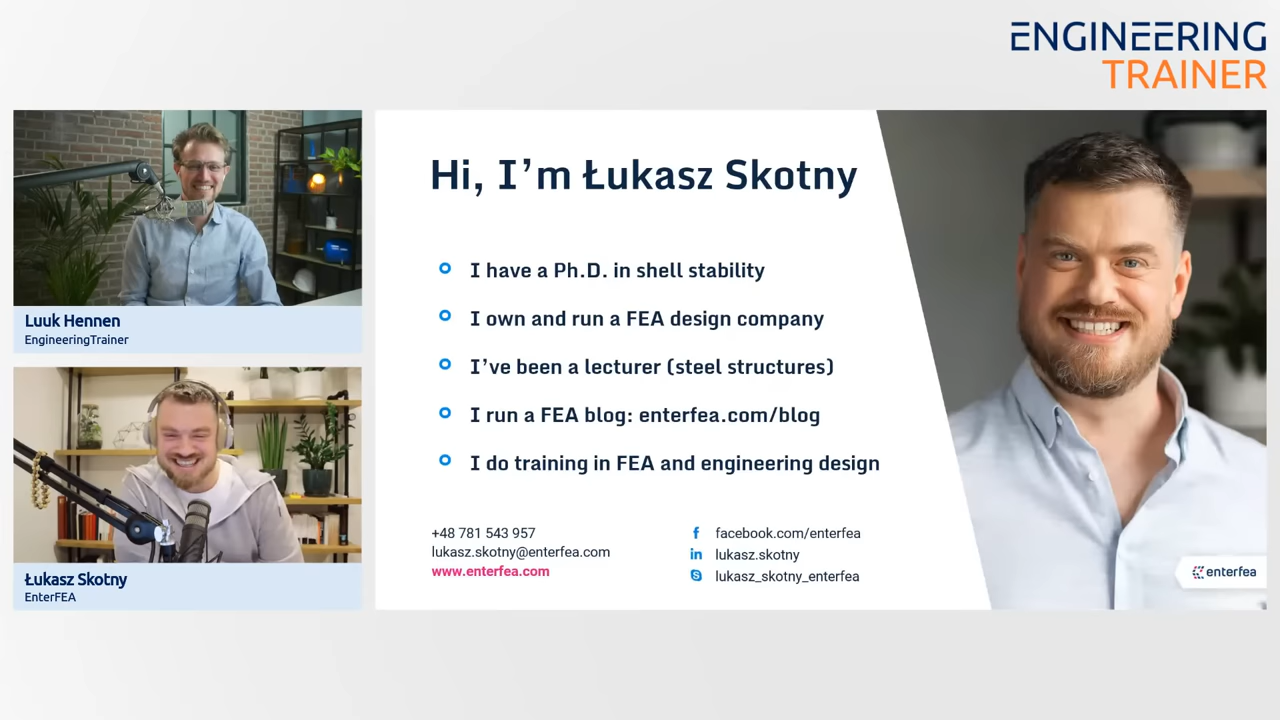 ENGINEERING
TRAINER
Luuk Hennen
EngineeringTrainer
Łukasz Skotny
EnterFEA
Hi, I’m Łukasz Skotny
I have a Ph.D. in shell stability
I own and run a FEA design company
I’ve been a lecturer (steel structures)
I run a FEA blog: enterfea.com/blog
I do training in FEA and engineering design
+48 781 543 957
lukasz.skotny@enterfea.com
www.enterfea.com
facebook.com/enterfea
lukasz.skotny
lukasz_skotny_enterfea
enterfea